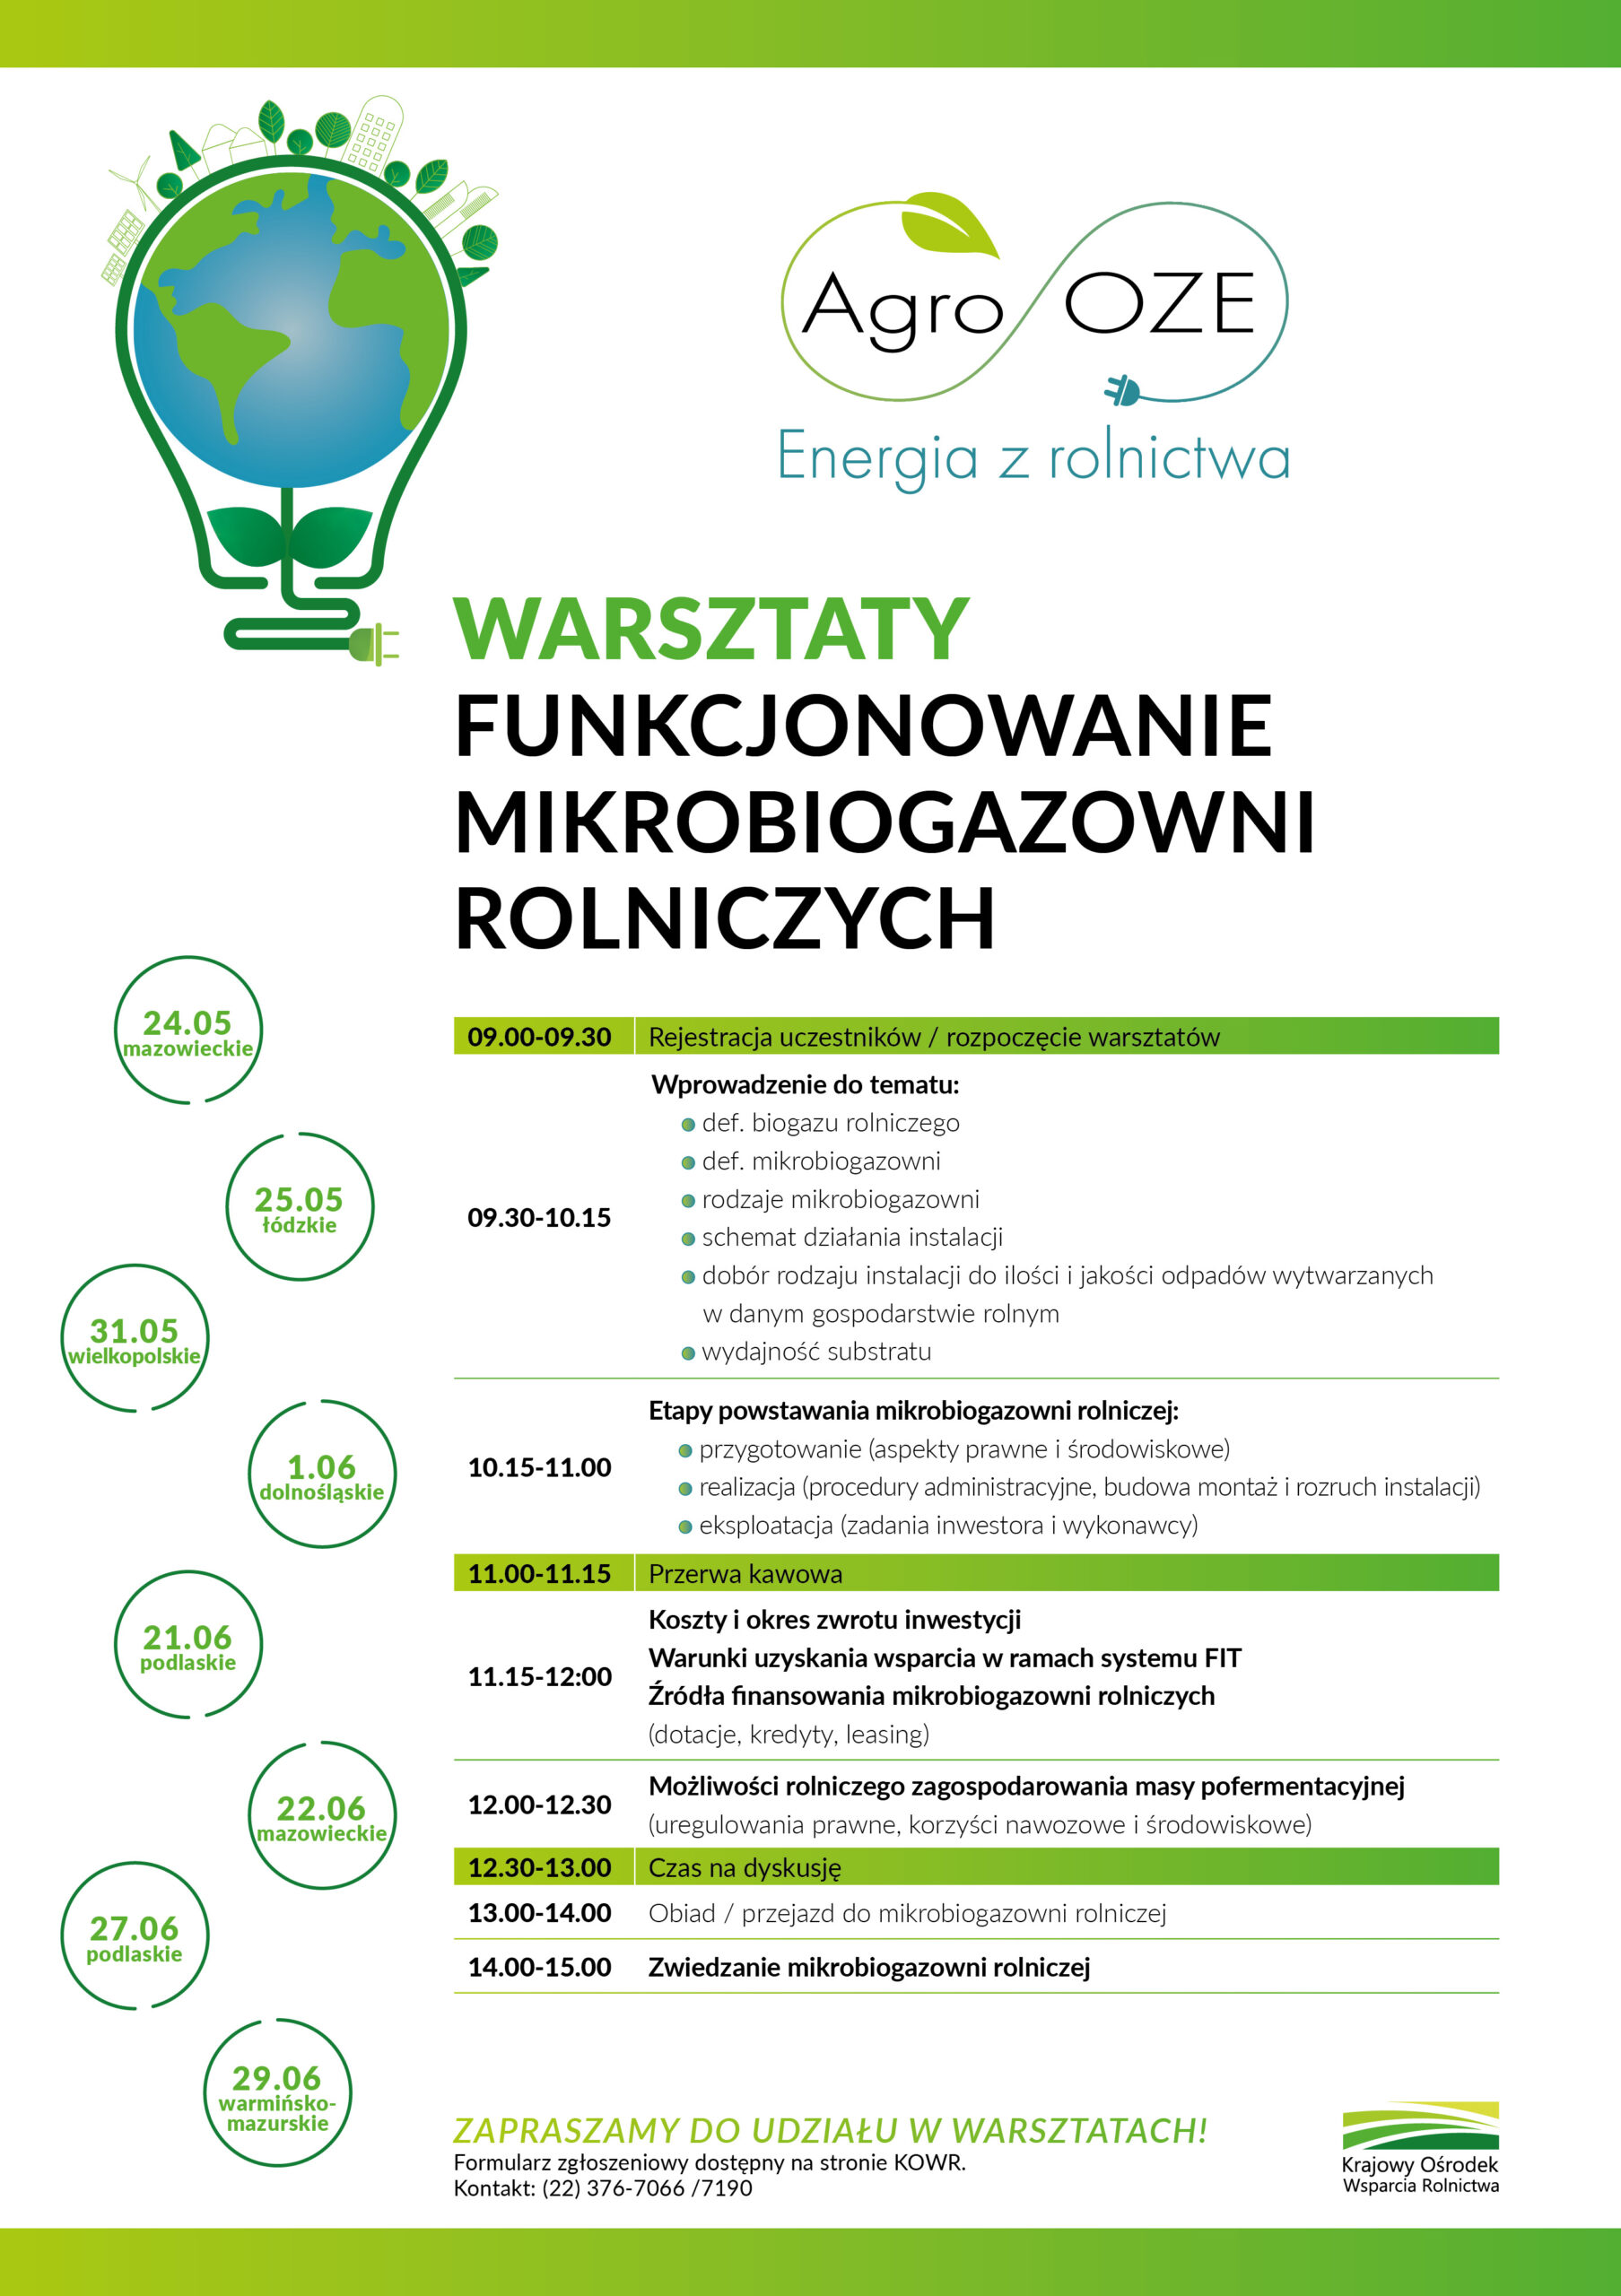 Agro OZE
Energia z rolnictwa
WARSZTATY
FUNKCJONOWANIE
MIKROBIOGAZOWNI
ROLNICZYCH
24.05
mazowieckie
25.05
łódzkie
31.05
wielkopolskie
1.06
dolnośląskie
21.06
podlaskie
22.06
mazowieckie
27.06
podlaskie
29.06
warmińsko-
mazurskie
09.00-09.30 Rejestracja uczestników / rozpoczęcie warsztatów
Wprowadzenie do tematu:
def. biogazu rolniczego
def. mikrobiogazowni
rodzaje mikrobiogazowni
09.30-10.15
schemat działania instalacji
dobór rodzaju instalacji do ilości i jakości odpadów wytwarzanych
w danym gospodarstwie rolnym
wydajność substratu
Etapy powstawania mikrobiogazowni rolniczej:
przygotowanie (aspekty prawne i środowiskowe)
10.15-11.00
realizacja (procedury administracyjne, budowa montaż i rozruch instalacji)
eksploatacja (zadania inwestora i wykonawcy)
11.00-11.15 Przerwa kawowa
Koszty i okres zwrotu inwestycji
Warunki uzyskania wsparcia w ramach systemu FIT
11.15-12:00
Źródła finansowania mikrobiogazowni rolniczych
(dotacje, kredyty, leasing)
Możliwości rolniczego zagospodarowania masy pofermentacyjnej
12.00-12.30
(uregulowania prawne, korzyści nawozowe i środowiskowe)
12.30-13.00 Czas na dyskusję
13.00-14.00 Obiad / przejazd do mikrobiogazowni rolniczej
14.00-15.00 Zwiedzanie mikrobiogazowni rolniczej
ZAPRASZAMY DO UDZIAŁU W WARSZTATACH!
Formularz zgłoszeniowy dostępny na stronie KOWR.
Kontakt: (22) 376-7066 /7190
Krajowy Ośrodek
Wsparcia Rolnictwa